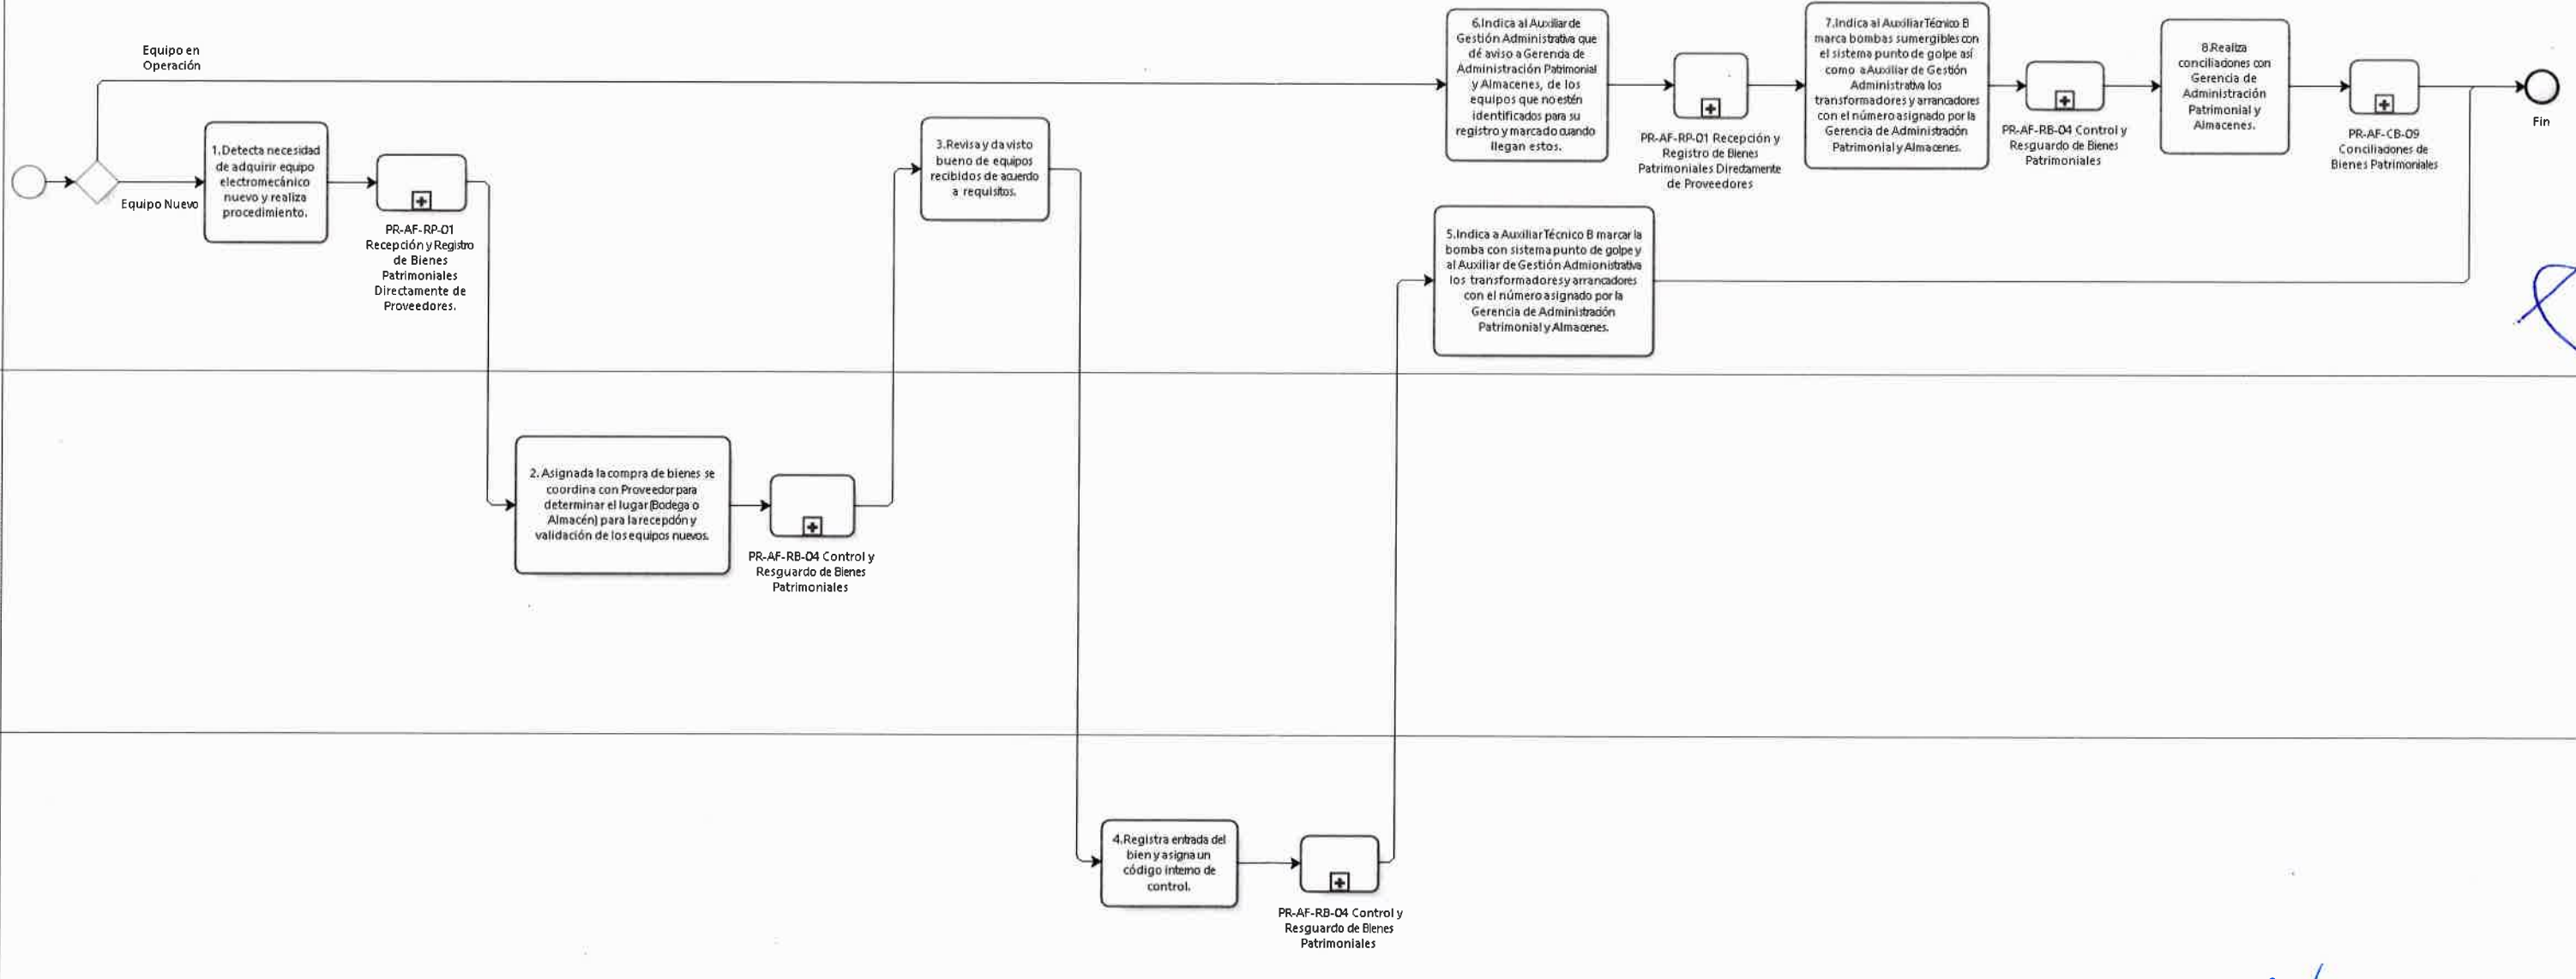 Equipo en
Operación
Equipo Nuevo
1.Detecta necesidad
de adquirir equipo
electromecánico
nuevo y realiza
procedimiento.
PR-AF-RP-01
Recepción y Registro
de Bienes
Patrimoniales
Directamente de
Proveedores.
2. Asignada la compra de bienes se
coordina con Proveedor para
determinar el lugar (Bodega o
Almacén) para la recepción y
validación de los equipos nuevos.
PR-AF-RB-04 Control y
Resguardo de Bienes
Patrimoniales
3.Revisa y da visto
bueno de equipos
recibidos de acuerdo
a requisitos.
4.Registra entrada del
bien y asigna un
código interno de
control.
PR-AF-RB-04 Control y
Resguardo de Bienes
Patrimoniales
5.Indica a Auxiliar Técnico B marcar la
bomba con sistema punto de golpe y
al Auxiliar de Gestión Admionistrativa
los transformadores y arrancadores
con el número asignado por la
Gerencia de Administración
Patrimonial y Almacenes.
6.Indica al Auxiliar de
Gestión Administrativa que
dé aviso a Gerencia de
Administración Patrimonial
y Almacenes, de los
equipos que no estén
identificados para su
registro y marcado cuando
llegan estos.
PR-AF-RP-01 Recepción y
Registro de Bienes
Patrimoniales Directamente
de Proveedores
7.Indica al Auxiliar Técnico B
marca bombas sumergibles con
el sistema punto de golpe así
como a Auxiliar de Gestión
Administrativa los
transformadores y arrancadores
con el número asignado por la
Gerencia de Administración
Patrimonial y Almacenes.
PR-AF-RB-04 Control y
Resguardo de Bienes
Patrimoniales
8.Realiza
conciliaciones con
Gerencia de
Administración
Patrimonial y
Almacenes.
PR-AF-CB-09
Conciliaciones de
Bienes Patrimoniales
Fin